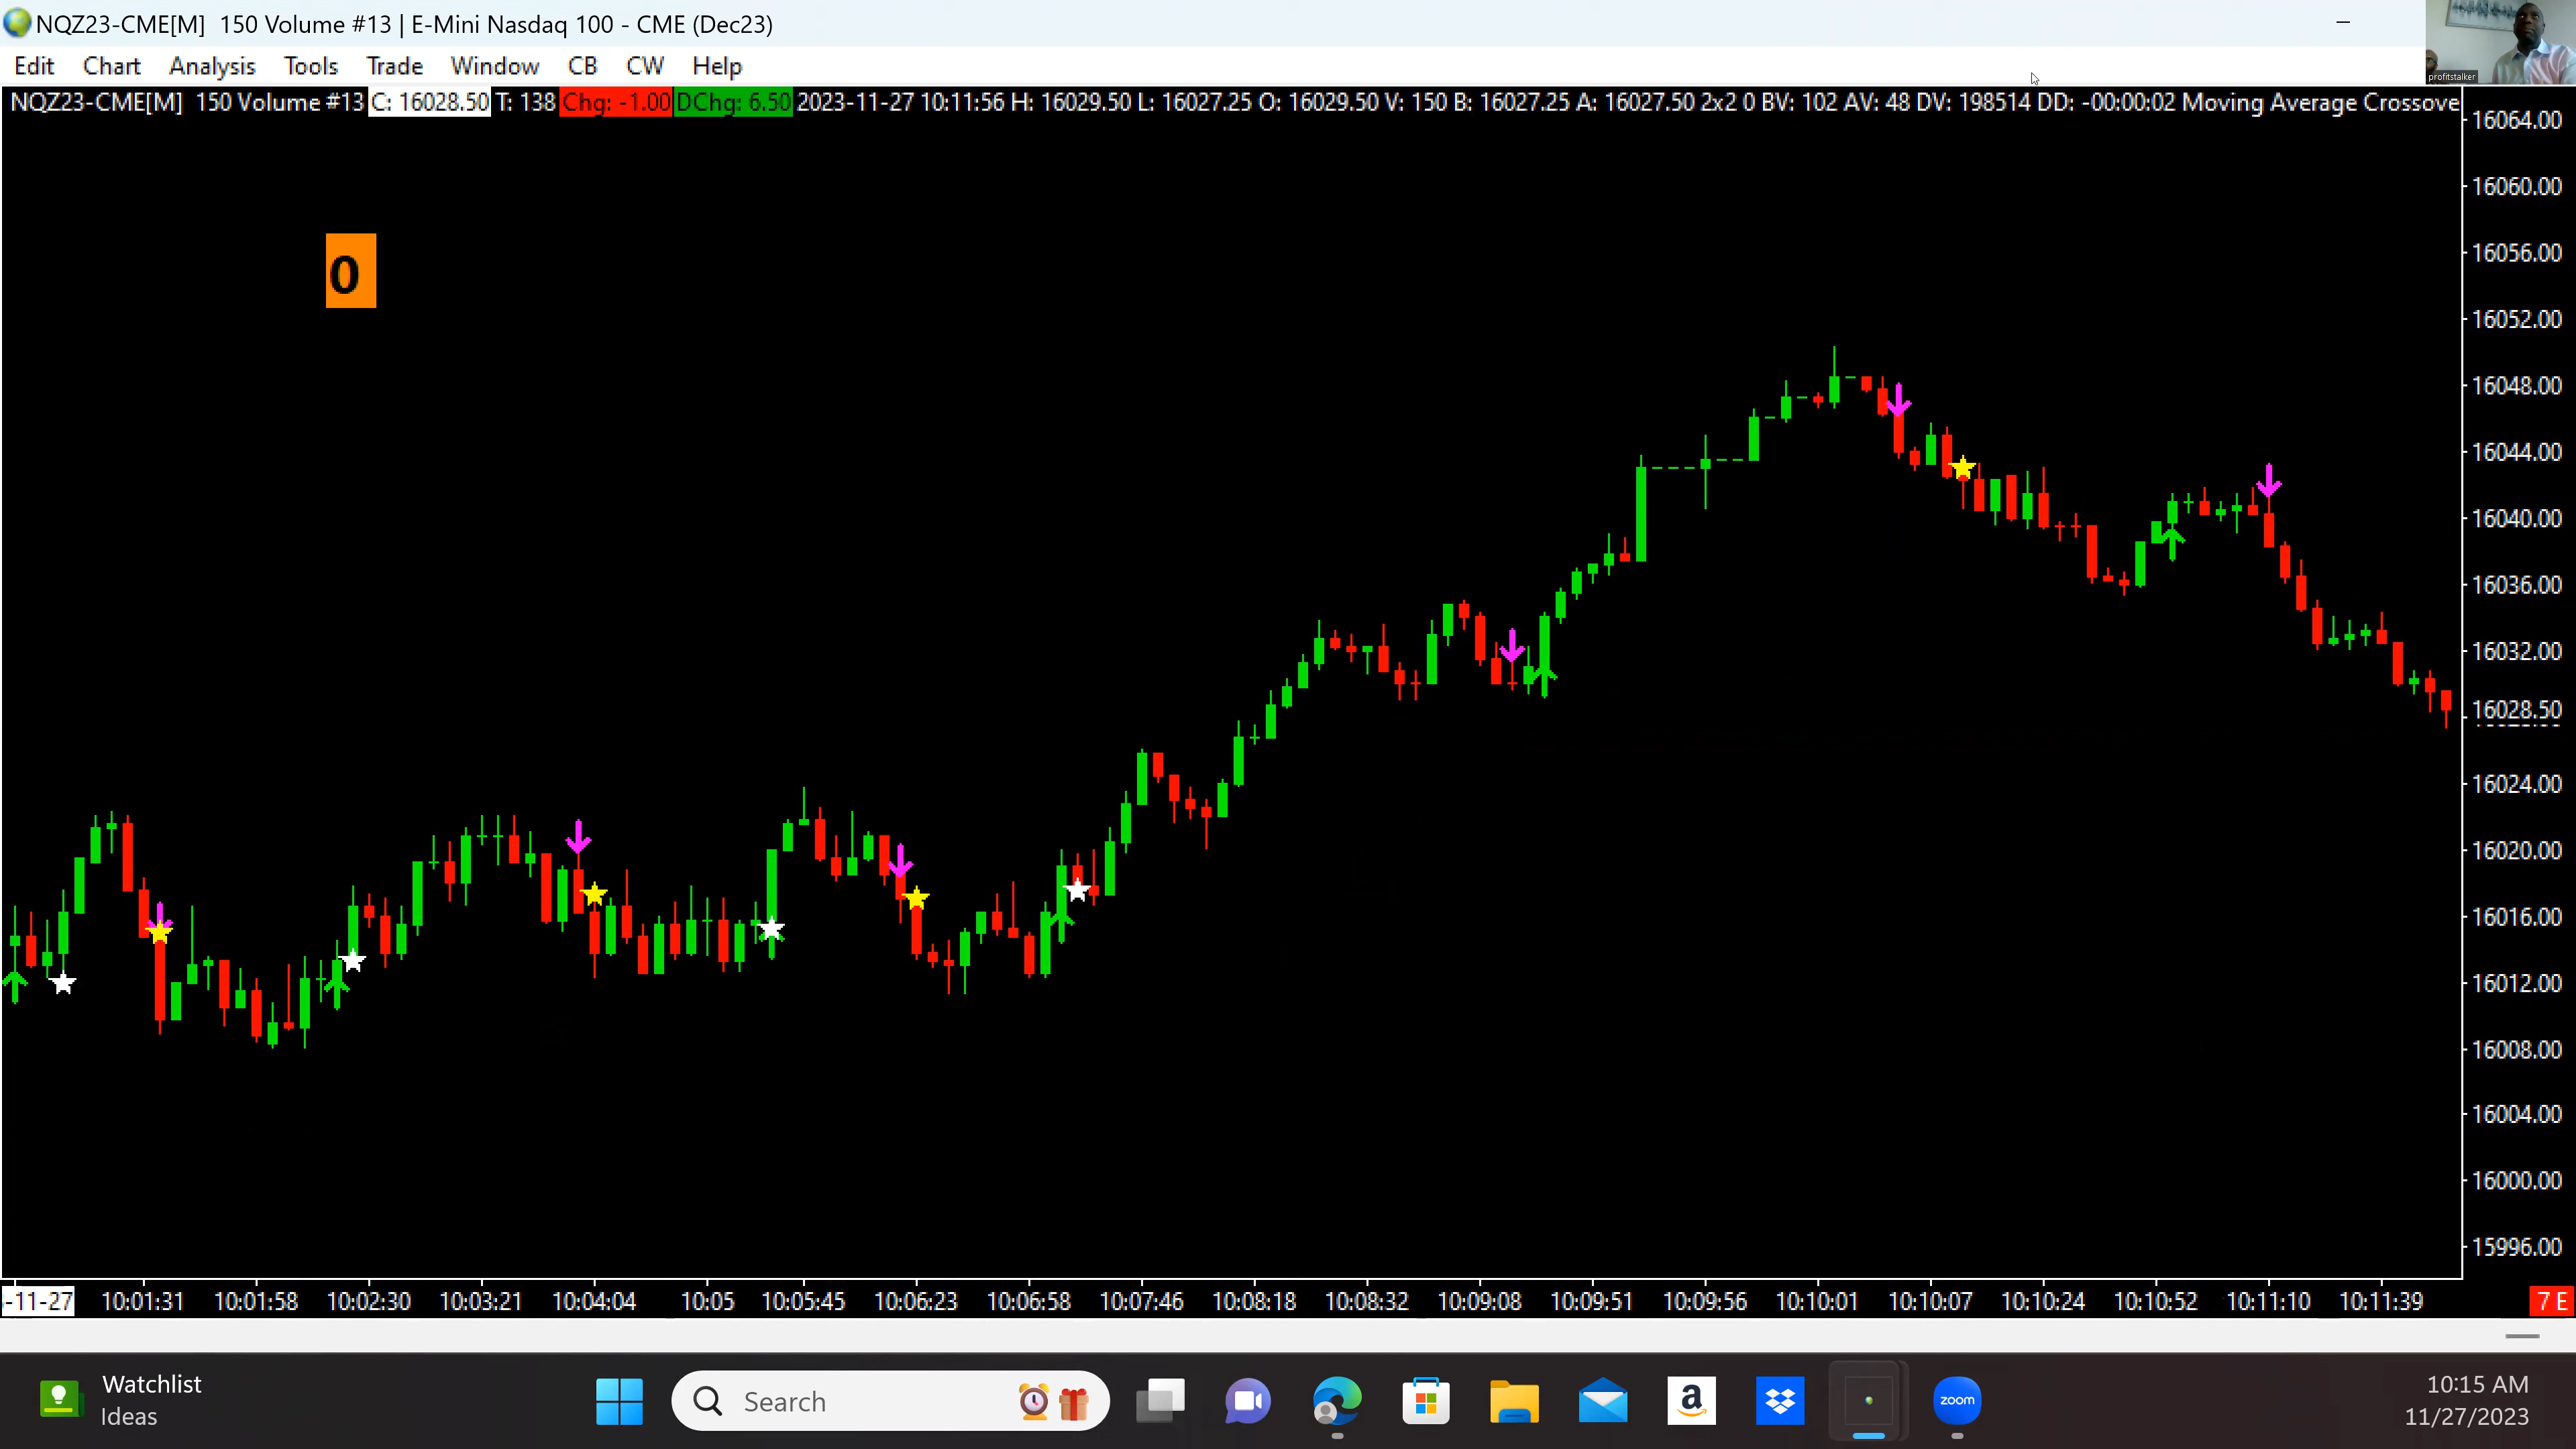 NQZ23-CME[M]  150 Volume #13 | E-Mini Nasdaq 100 - CME (Dec23)
profitstalker
Edit Chart Analysis Tools Trade Window CB CW Help
NQZ23-CME[M]  150 Volume #13 C: 16028.50 T: 138 Chg: -1.00 DChg: 6.50 2023-11-27 10:11:56 H: 16029.50 L: 16027.25 O: 16029.50 V: 150 B: 16027.25 A: 16027.50 2x2 0 BV: 102 AV: 48 DV: 198514 DD: -00:00:02 Moving Average Crossove
16064.00
16060.00
0
16056.00
16052.00
16048.00
16044.00
16040.00
16036.00
16032.00
16028.50
16024.00
16020.00
16016.00
16012.00
16008.00
16004.00
16000.00
15996.00
-11-27 10:01:31 10:01:58 10:02:30 10:03:21 10:04:04 10:05 10:05:45 10:06:23 10:06:58 10:07:46 10:08:18 10:08:32 10:09:08 10:09:51 10:09:56 10:10:01 10:10:07 10:10:24 10:10:52 10:11:10 10:11:39 7 E
Watchlist
Ideas
Search
a
zoom
10:15 AM
11/27/2023